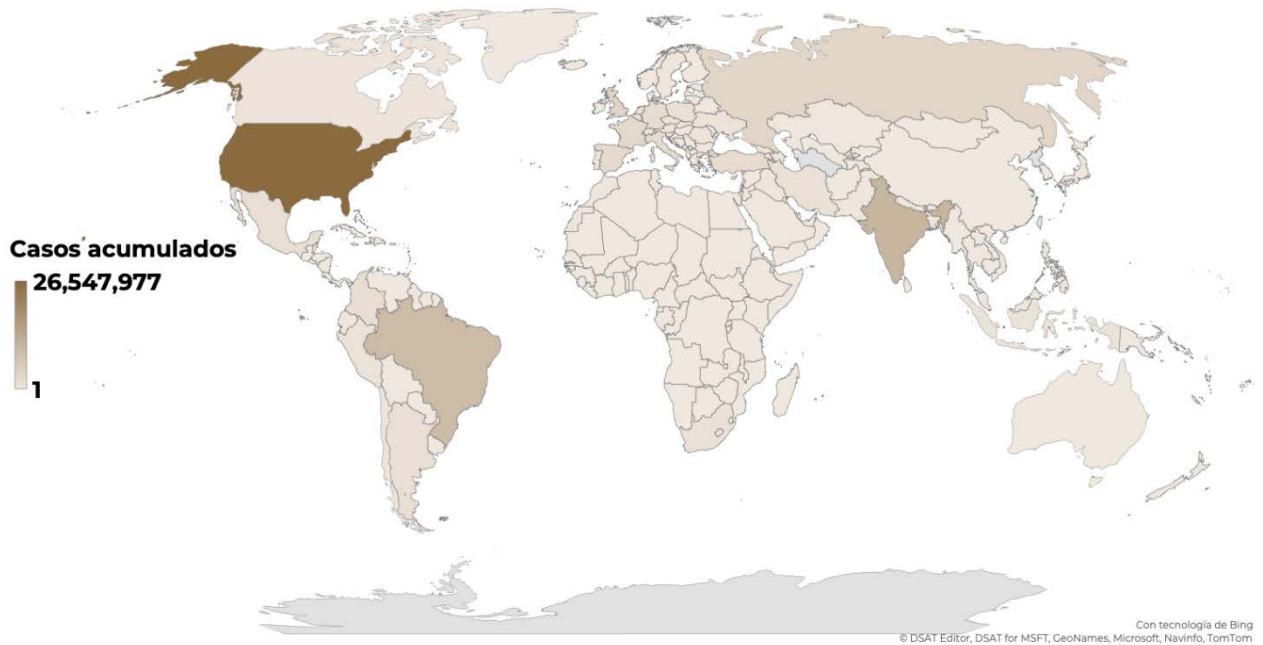 Casos acumulados
26,547,977
1
Con tecnología de Bing
© DSAT Editor, DSAT for MSFT, GeoNames, Microsoft, Navinfo, TomTom